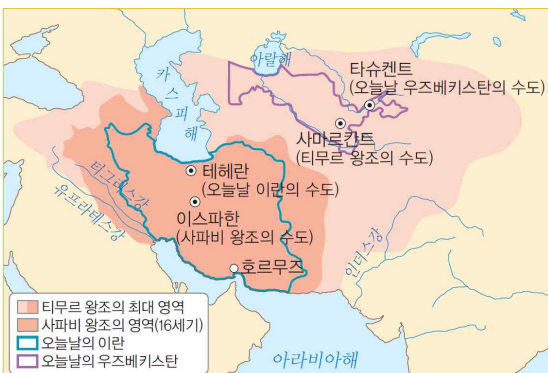 아랄해
타슈켄트
(오늘날 우즈베키스탄의 수도)
카스피해
사마르칸트
(티무르 왕조의 수도)
테헤란
(오늘날 이란의 수도)
티그리스강
유프라테스강
이스파한
(사파비 왕조의 수도)
인더스강
호르무즈
티무르 왕조의 최대 영역
사파비 왕조의 영역(16세기)
오늘날의 이란
오늘날의 우즈베키스탄
아라비아해